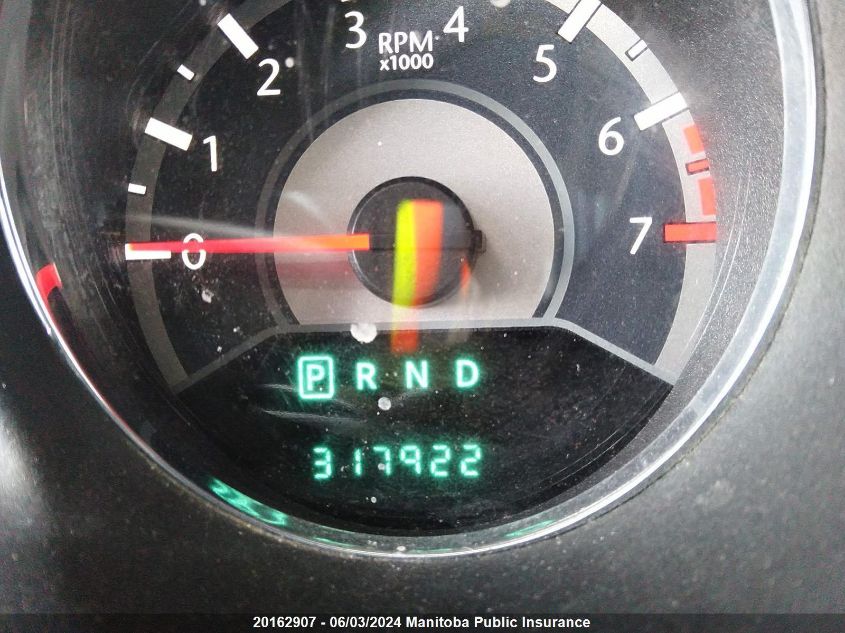 3 4
RPM
x1000
2 5
1 6
0 7
P R N D
317922
20162907 - 06/03/2024 Manitoba Public Insurance